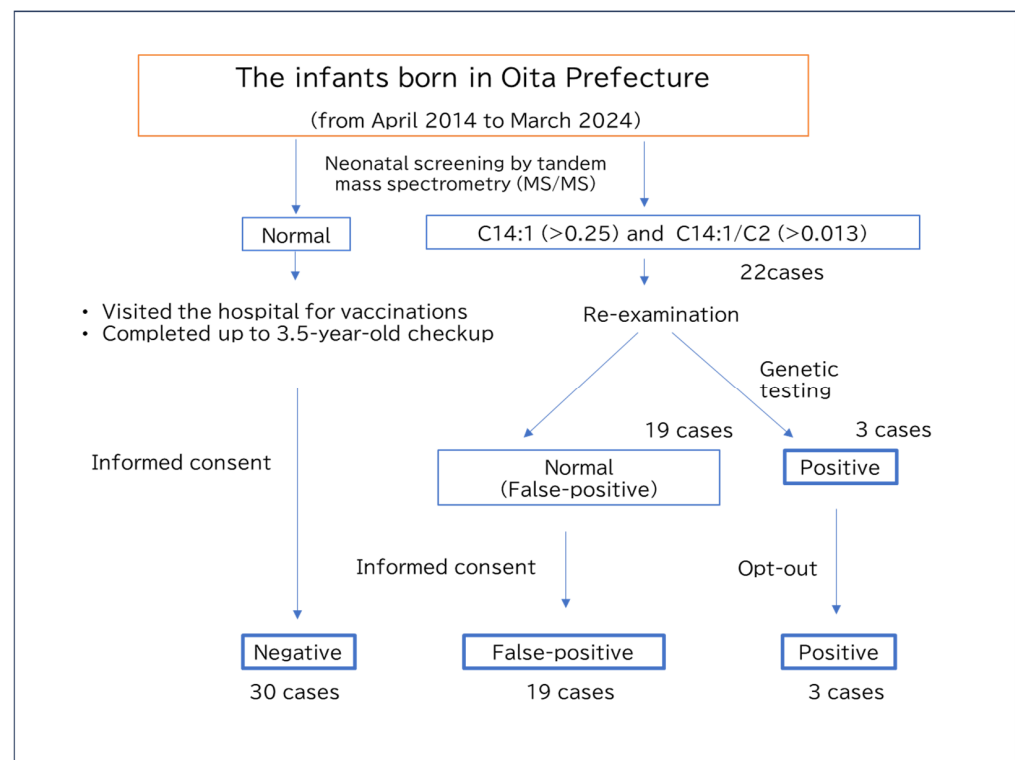 The infants born in Oita Prefecture
(from April 2014 to March 2024)
Neonatal screening by tandem
mass spectrometry (MS/MS)
Normal
C14:1 (>0.25) and C14:1/C2 (>0.013)
22cases
・ Visited the hospital for vaccinations
・ Completed up to 3.5-year-old checkup
Re-examination
Genetic
testing
19 cases
3 cases
Informed consent
Normal
(False-positive)
Positive
Informed consent
Opt-out
Negative
False-positive
Positive
30 cases
19 cases
3 cases